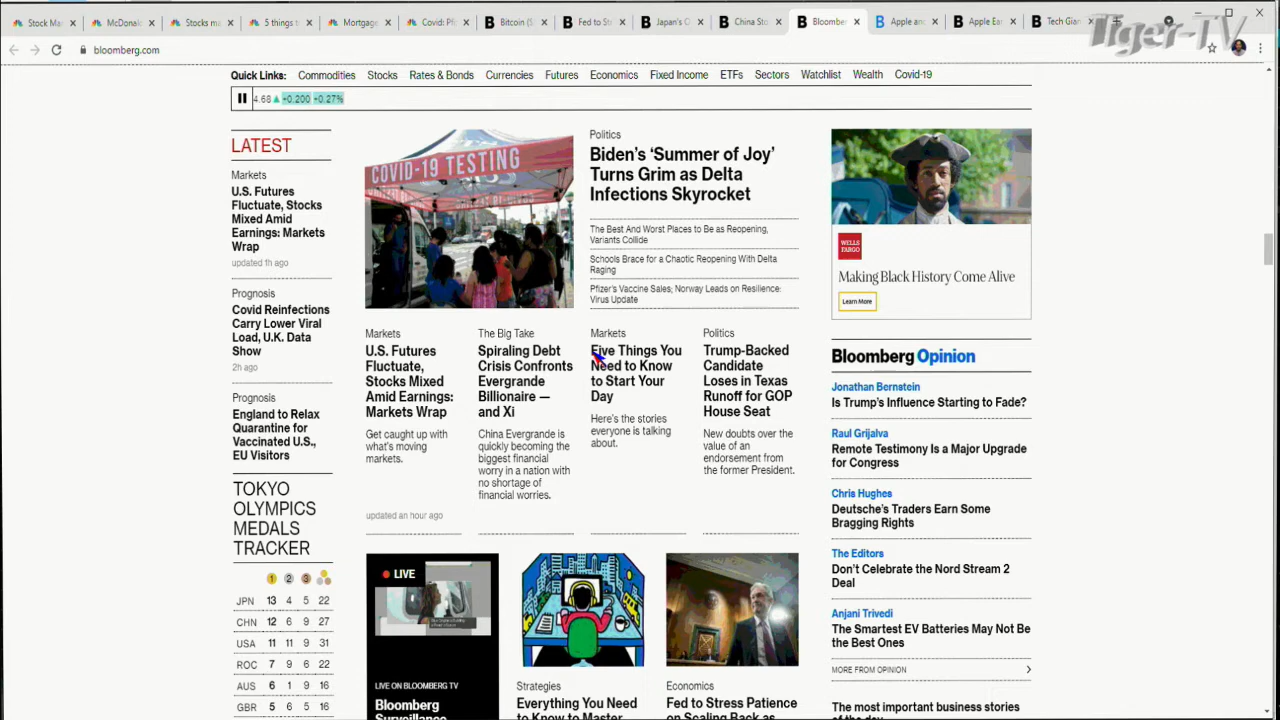 Stock Mar
McDonal
Stocks ma
5 things t
Mortgage
Covid: Pf
Bitcoin (S
Fed to St
Japan's O
China Sto
Bloomber
Apple and
Apple Ear
Tech Gian
Tiger-TV
bloomberg.com
Quick Links: Commodities Stocks Rates & Bonds Currencies Futures Economics Fixed Income ETFs Sectors Watchlist Wealth Covid-19
4.68 ▲ +0.200 +0.27%
LATEST
Markets
U.S. Futures
Fluctuate, Stocks
Mixed Amid
Earnings: Markets
Wrap
updated 1h ago
Prognosis
Covid Reinfections
Carry Lower Viral
Load, U.K. Data
Show
2h ago
Prognosis
England to Relax
Quarantine for
Vaccinated U.S.,
EU Visitors
TOKYO
OLYMPICS
MEDALS
TRACKER
1 2 3
JPN 13 4 5 22
CHN 12 6 9 27
USA 11 11 9 31
ROC 7 9 6 22
AUS 6 1 9 16
GBR 5 6 5 16
COVID-19 TESTING
Politics
Biden's 'Summer of Joy'
Turns Grim as Delta
Infections Skyrocket
The Best And Worst Places to Be as Reopening,
Variants Collide
Schools Brace for a Chaotic Reopening With Delta
Raging
Pfizer's Vaccine Sales; Norway Leads on Resilience:
Virus Update
Markets
U.S. Futures
Fluctuate,
Stocks Mixed
Amid Earnings:
Markets Wrap
Get caught up with
what's moving
markets.
updated an hour ago
The Big Take
Spiraling Debt
Crisis Confronts
Evergrande
Billionaire —
and Xi
China Evergrande is
quickly becoming the
biggest financial
worry in a nation with
no shortage of
financial worries.
Markets
Five Things You
Need to Know
to Start Your
Day
Here's the stories
everyone is talking
about.
Politics
Trump-Backed
Candidate
Loses in Texas
Runoff for GOP
House Seat
New doubts over the
value of an
endorsement from
the former President.
LIVE
LIVE ON BLOOMBERG TV
Bloomberg
Surveillance
Strategies
Everything You Need
to Know to Master
Economics
Fed to Stress Patience
on Scaling Back as
WELLS
FARGO
Making Black History Come Alive
Learn More
Bloomberg Opinion
Jonathan Bernstein
Is Trump's Influence Starting to Fade?
Raul Grijalva
Remote Testimony Is a Major Upgrade
for Congress
Chris Hughes
Deutsche's Traders Earn Some
Bragging Rights
The Editors
Don't Celebrate the Nord Stream 2
Deal
Anjani Trivedi
The Smartest EV Batteries May Not Be
the Best Ones
MORE FROM OPINION
The most important business stories
of the day